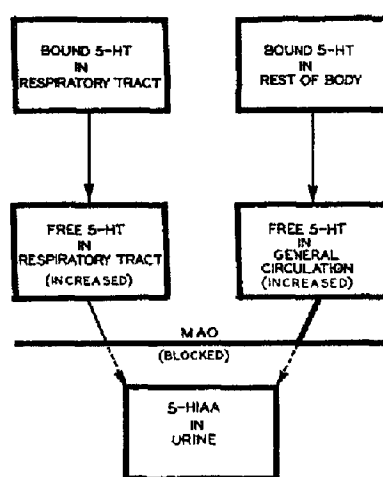 BOUND 5-HT
IN
RESPIRATORY TRACT
BOUND 5-HT
IN
REST OF BODY
FREE 5-HT
IN
RESPIRATORY TRACT
(INCREASED)
FREE 5-HT
IN
GENERAL
CIRCULATION
(INCREASED)
MAO
(BLOCKED)
5-HIAA
IN
URINE